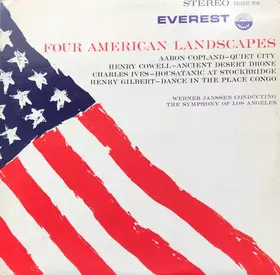 STEREO
EVEREST
FOUR AMERICAN LANDSCAPES
AARON COPLAND—QUIET CITY
HENRY COWELL—ANCIENT DESERT DRONE
CHARLES IVES—HOUSATANIC AT STOCKBRIDGE
HENRY GILBERT—DANCE IN THE PLACE CONGO
WERNER JANSSEN CONDUCTING
THE SYMPHONY OF LOS ANGELES